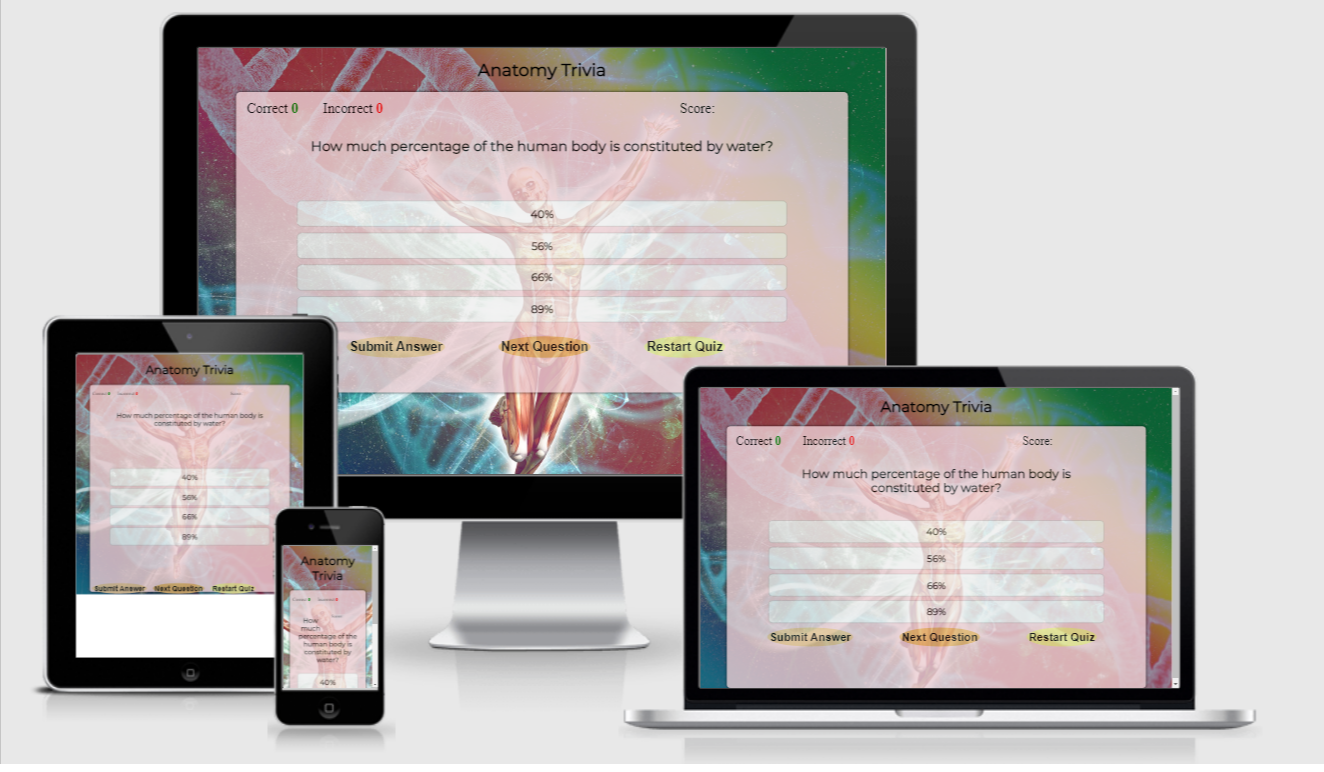 Anatomy Trivia
Correct 0 Incorrect 0 Score:
How much percentage of the human body is constituted by water?
40%
56%
66%
89%
Submit Answer Next Question Restart Quiz
Anatomy Trivia
Correct 0 Incorrect 0 Score:
How much percentage of the human body is
constituted by water?
40%
56%
66%
89%
Submit Answer Next Question Restart Quiz
Anatomy
Trivia
Correct 0 Incorrect 0
How
much
percentage of the
human body is
constituted by
water?
40%
Anatomy Trivia
Correct 0 Incorrect 0 Score:
How much percentage of the human body is
constituted by water?
40%
56%
66%
89%
Submit Answer Next Question Restart Quiz